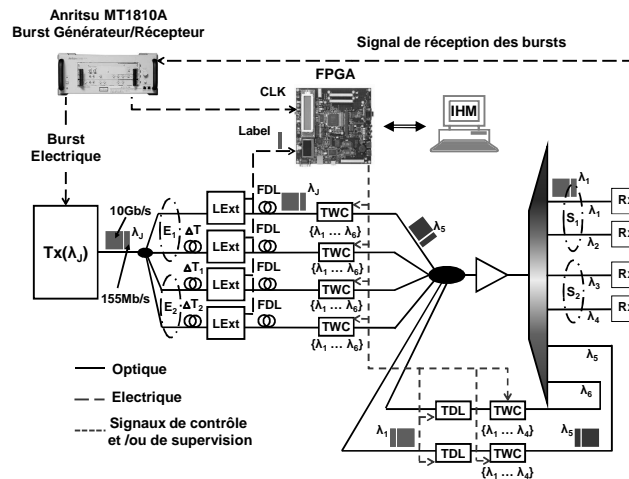 Anritsu MT1810A
Burst Générateur/Récepteur
Signal de réception des bursts
FPGA
CLK
IHM
Label
Burst
Electrique
10Gb/s
λJ
Tx(λJ)
155Mb/s
E1
E2
ΔT
ΔT1
ΔT2
LExt
LExt
LExt
LExt
FDL
FDL
FDL
FDL
λJ
TWC
{λ1 … λ6}
TWC
{λ1 … λ6}
TWC
{λ1 … λ6}
TWC
{λ1 … λ6}
λ5
λ1
λ1
S1
λ2
λ3
S2
λ4
λ5
λ6
Rx
Rx
Rx
Rx
TDL
TWC
{λ1 … λ4}
λ1
TDL
TWC
λ5
{λ1 … λ4}
Optique
Electrique
Signaux de contrôle
et /ou de supervision